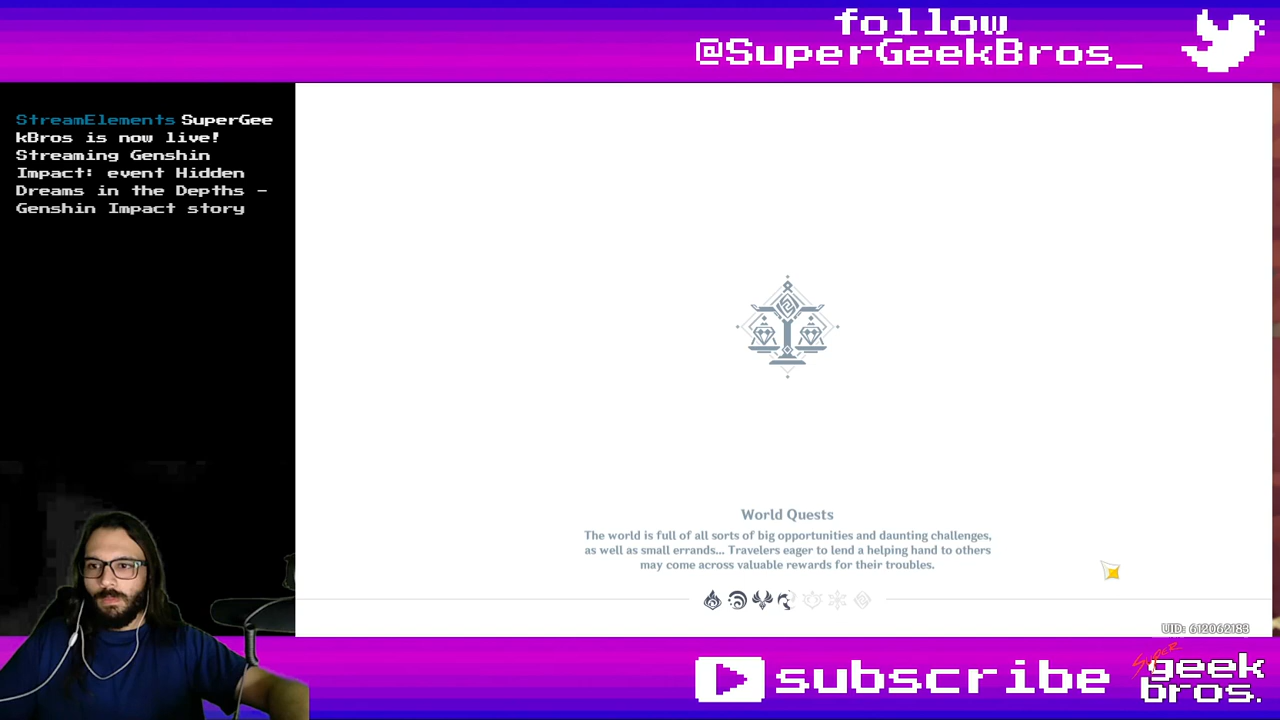 follow
@SuperGeekBros_
StreamElements SuperGee
kBros is now live!
Streaming Genshin
Impact: event Hidden
Dreams in the Depths -
Genshin Impact story
World Quests
The world is full of all sorts of big opportunities and daunting challenges,
as well as small errands... Travelers eager to lend a helping hand to others
may come across valuable rewards for their troubles.
UID: 612062183
subscribe
SUPER
geek
bros.